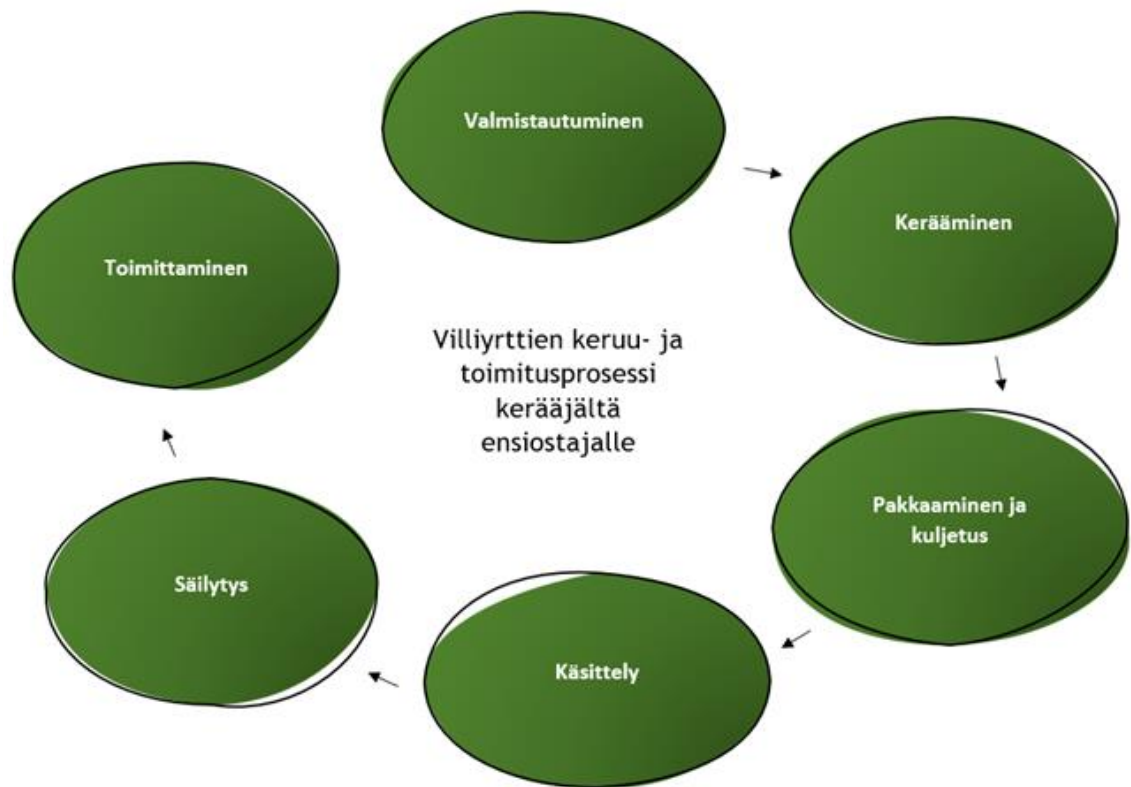 Valmistautuminen
Kerääminen
Pakkaaminen ja
kuljetus
Käsittely
Säilytys
Toimittaminen
Villiyrttien keruu- ja
toimitusprosessi
kerääjältä
ensiostajalle